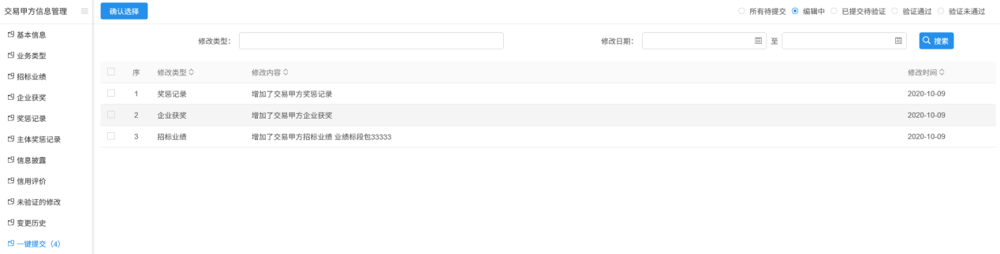 交易甲方信息管理
确认选择
所有待提交 编辑中 已提交待验证 验证通过 验证未通过
基本信息
修改类型： 修改日期： 至 搜索
业务类型
招标业绩
序 修改类型 修改内容 修改时间
企业获奖
1 奖惩记录 增加了交易甲方奖惩记录 2020-10-09
奖惩记录
2 企业获奖 增加了交易甲方企业获奖 2020-10-09
主体奖惩记录
3 招标业绩 增加了交易甲方招标业绩 业绩标段包33333 2020-10-09
信息披露
信用评价
未验证的修改
变更历史
一键提交（4）